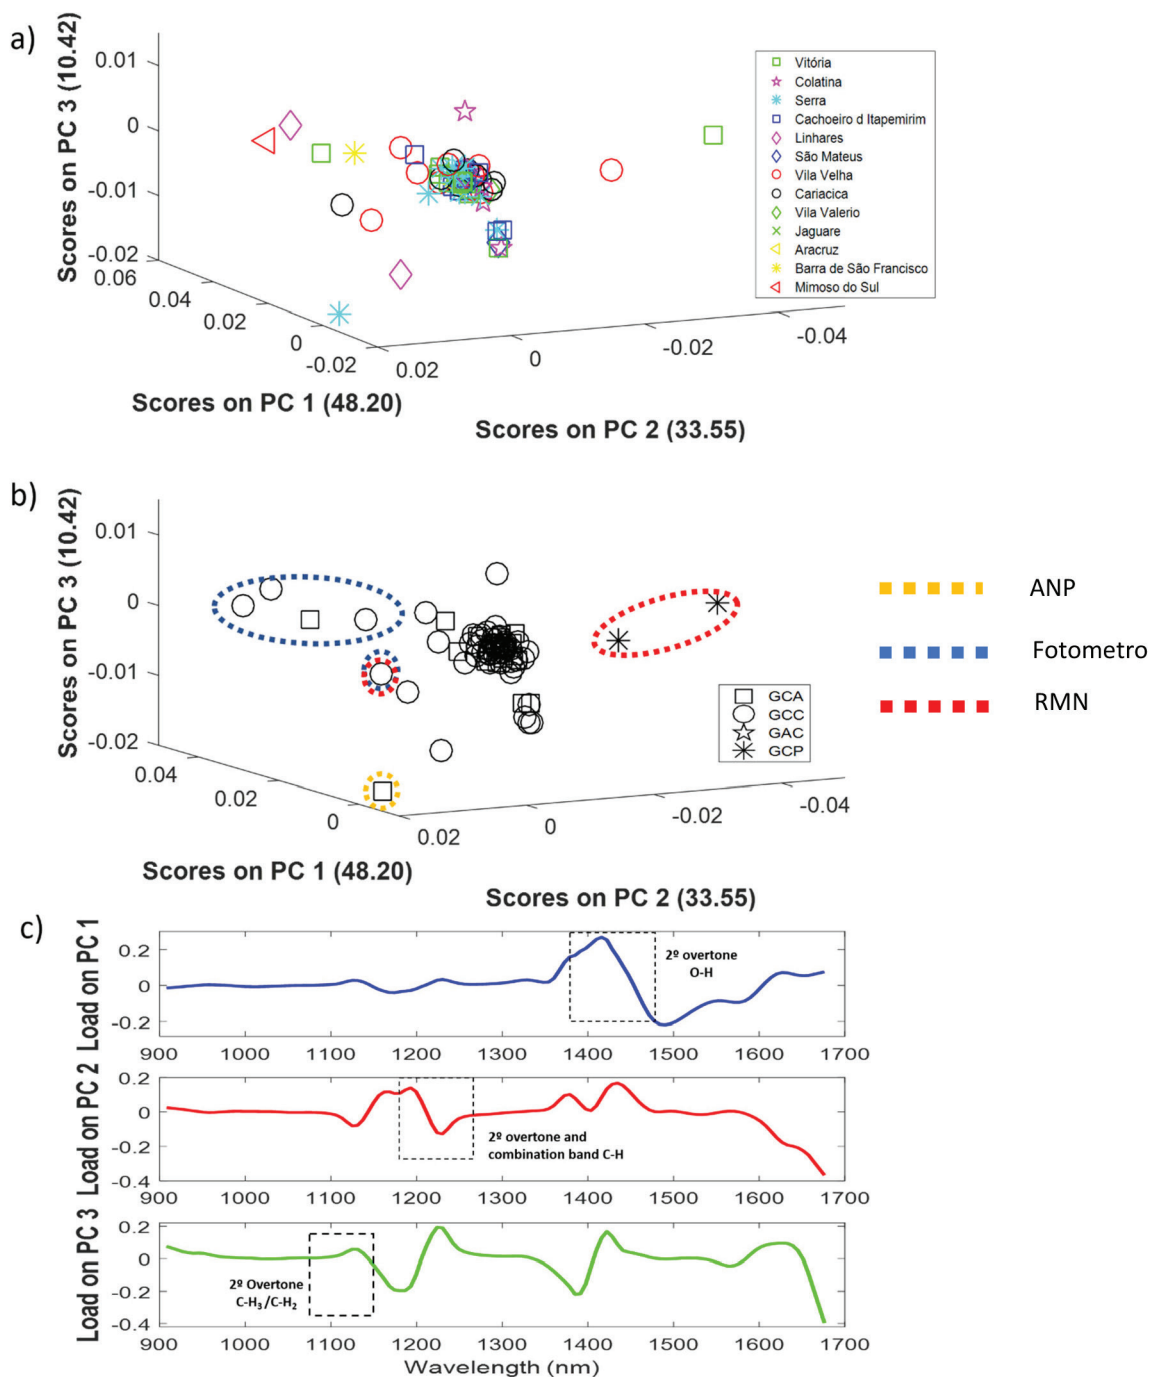 a)
Scores on PC 3 (10.42)
0.01
0
-0.01
-0.02
0.06
0.04
0.02
0
-0.02
0.02
0
-0.02
-0.04
Scores on PC 1 (48.20)
Scores on PC 2 (33.55)
Vitória
Colatina
Serra
Cachoeiro d Itapemirim
Linhares
São Mateus
Vila Velha
Cariacica
Vila Valerio
Jaguare
Aracruz
Barra de São Francisco
Mimoso do Sul
b)
Scores on PC 3 (10.42)
0.01
0
-0.01
-0.02
0.04
0.02
0
0.02
0
-0.02
-0.04
Scores on PC 1 (48.20)
Scores on PC 2 (33.55)
GCA
GCC
GAC
GCP
ANP
Fotometro
RMN
c)
Load on PC 1
0.2
0
-0.2
900 1000 1100 1200 1300 1400 1500 1600 1700
2º overtone
O-H
Load on PC 2
0.2
0
-0.2
-0.4
900 1000 1100 1200 1300 1400 1500 1600 1700
2º overtone and
combination band C-H
Load on PC 3
0.2
0
-0.2
-0.4
900 1000 1100 1200 1300 1400 1500 1600 1700
2º Overtone
C-H₃/C-H₂
Wavelength (nm)